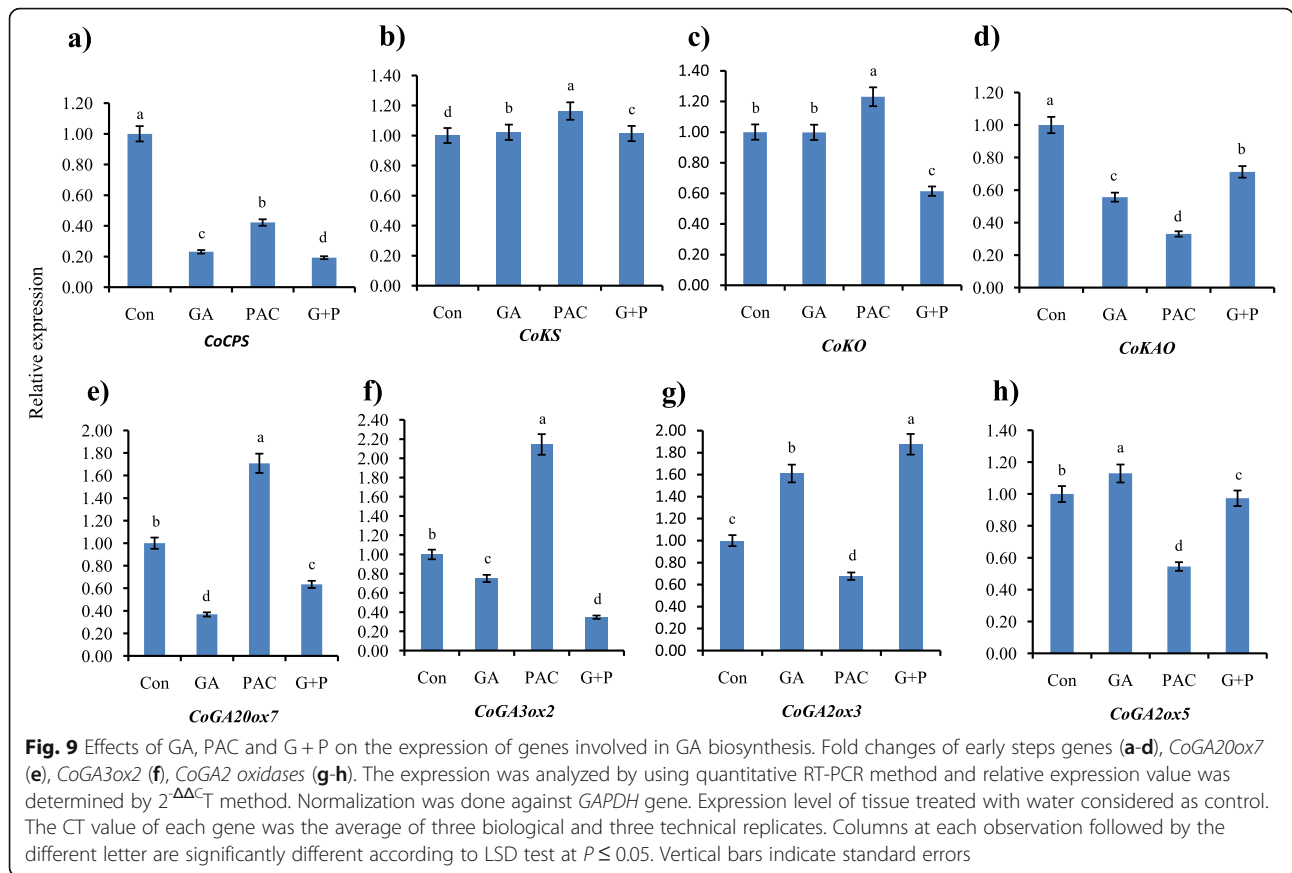 a)
b)
c)
d)
1.20
1.00
0.80
0.60
0.40
0.20
0.00
a
c
b
d
Con GA PAC G+P
CoCPS
1.40
1.20
1.00
0.80
0.60
0.40
0.20
0.00
d
b
a
c
Con GA PAC G+P
CoKS
1.40
1.20
1.00
0.80
0.60
0.40
0.20
0.00
b
b
a
c
Con GA PAC G+P
CoKO
1.20
1.00
0.80
0.60
0.40
0.20
0.00
a
c
d
b
Con GA PAC G+P
CoKAO
Relative expression
e)
f)
g)
h)
2.00
1.80
1.60
1.40
1.20
1.00
0.80
0.60
0.40
0.20
0.00
b
d
a
c
Con GA PAC G+P
CoGA20ox7
2.40
2.20
2.00
1.80
1.60
1.40
1.20
1.00
0.80
0.60
0.40
0.20
0.00
b
c
a
d
Con GA PAC G+P
CoGA3ox2
2.00
1.80
1.60
1.40
1.20
1.00
0.80
0.60
0.40
0.20
0.00
c
b
d
a
Con GA PAC G+P
CoGA2ox3
1.40
1.20
1.00
0.80
0.60
0.40
0.20
0.00
b
a
d
c
Con GA PAC G+P
CoGA2ox5
Fig. 9 Effects of GA, PAC and G + P on the expression of genes involved in GA biosynthesis. Fold changes of early steps genes (a-d), CoGA20ox7
(e), CoGA3ox2 (f), CoGA2 oxidases (g-h). The expression was analyzed by using quantitative RT-PCR method and relative expression value was
determined by 2-ΔΔCT method. Normalization was done against GAPDH gene. Expression level of tissue treated with water considered as control.
The CT value of each gene was the average of three biological and three technical replicates. Columns at each observation followed by the
different letter are significantly different according to LSD test at P ≤ 0.05. Vertical bars indicate standard errors